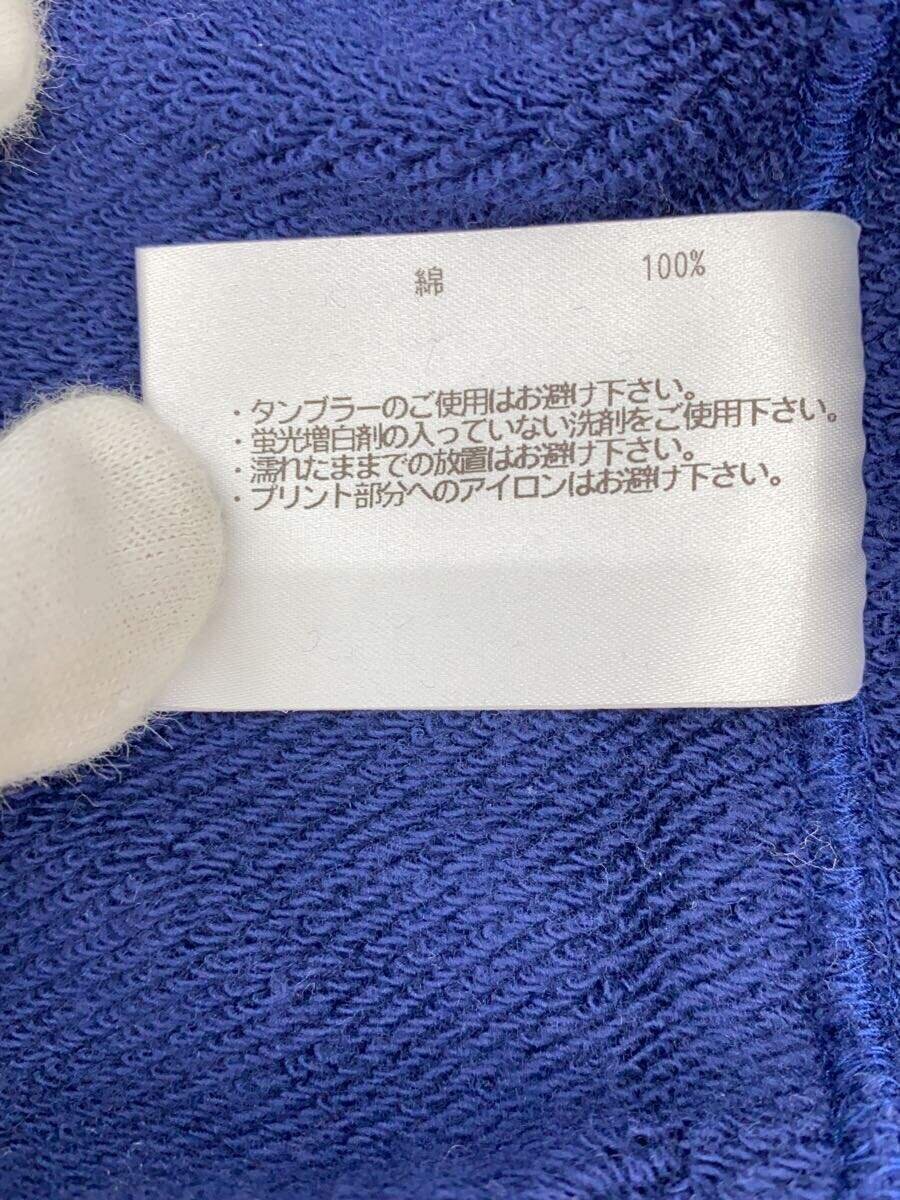 綿 100%
・タンブラーのご使用はお避け下さい。
・蛍光増白剤の入っていない洗剤をご使用下さい。
・濡れたままでの放置はお避け下さい。
・プリント部分へのアイロンはお避け下さい。